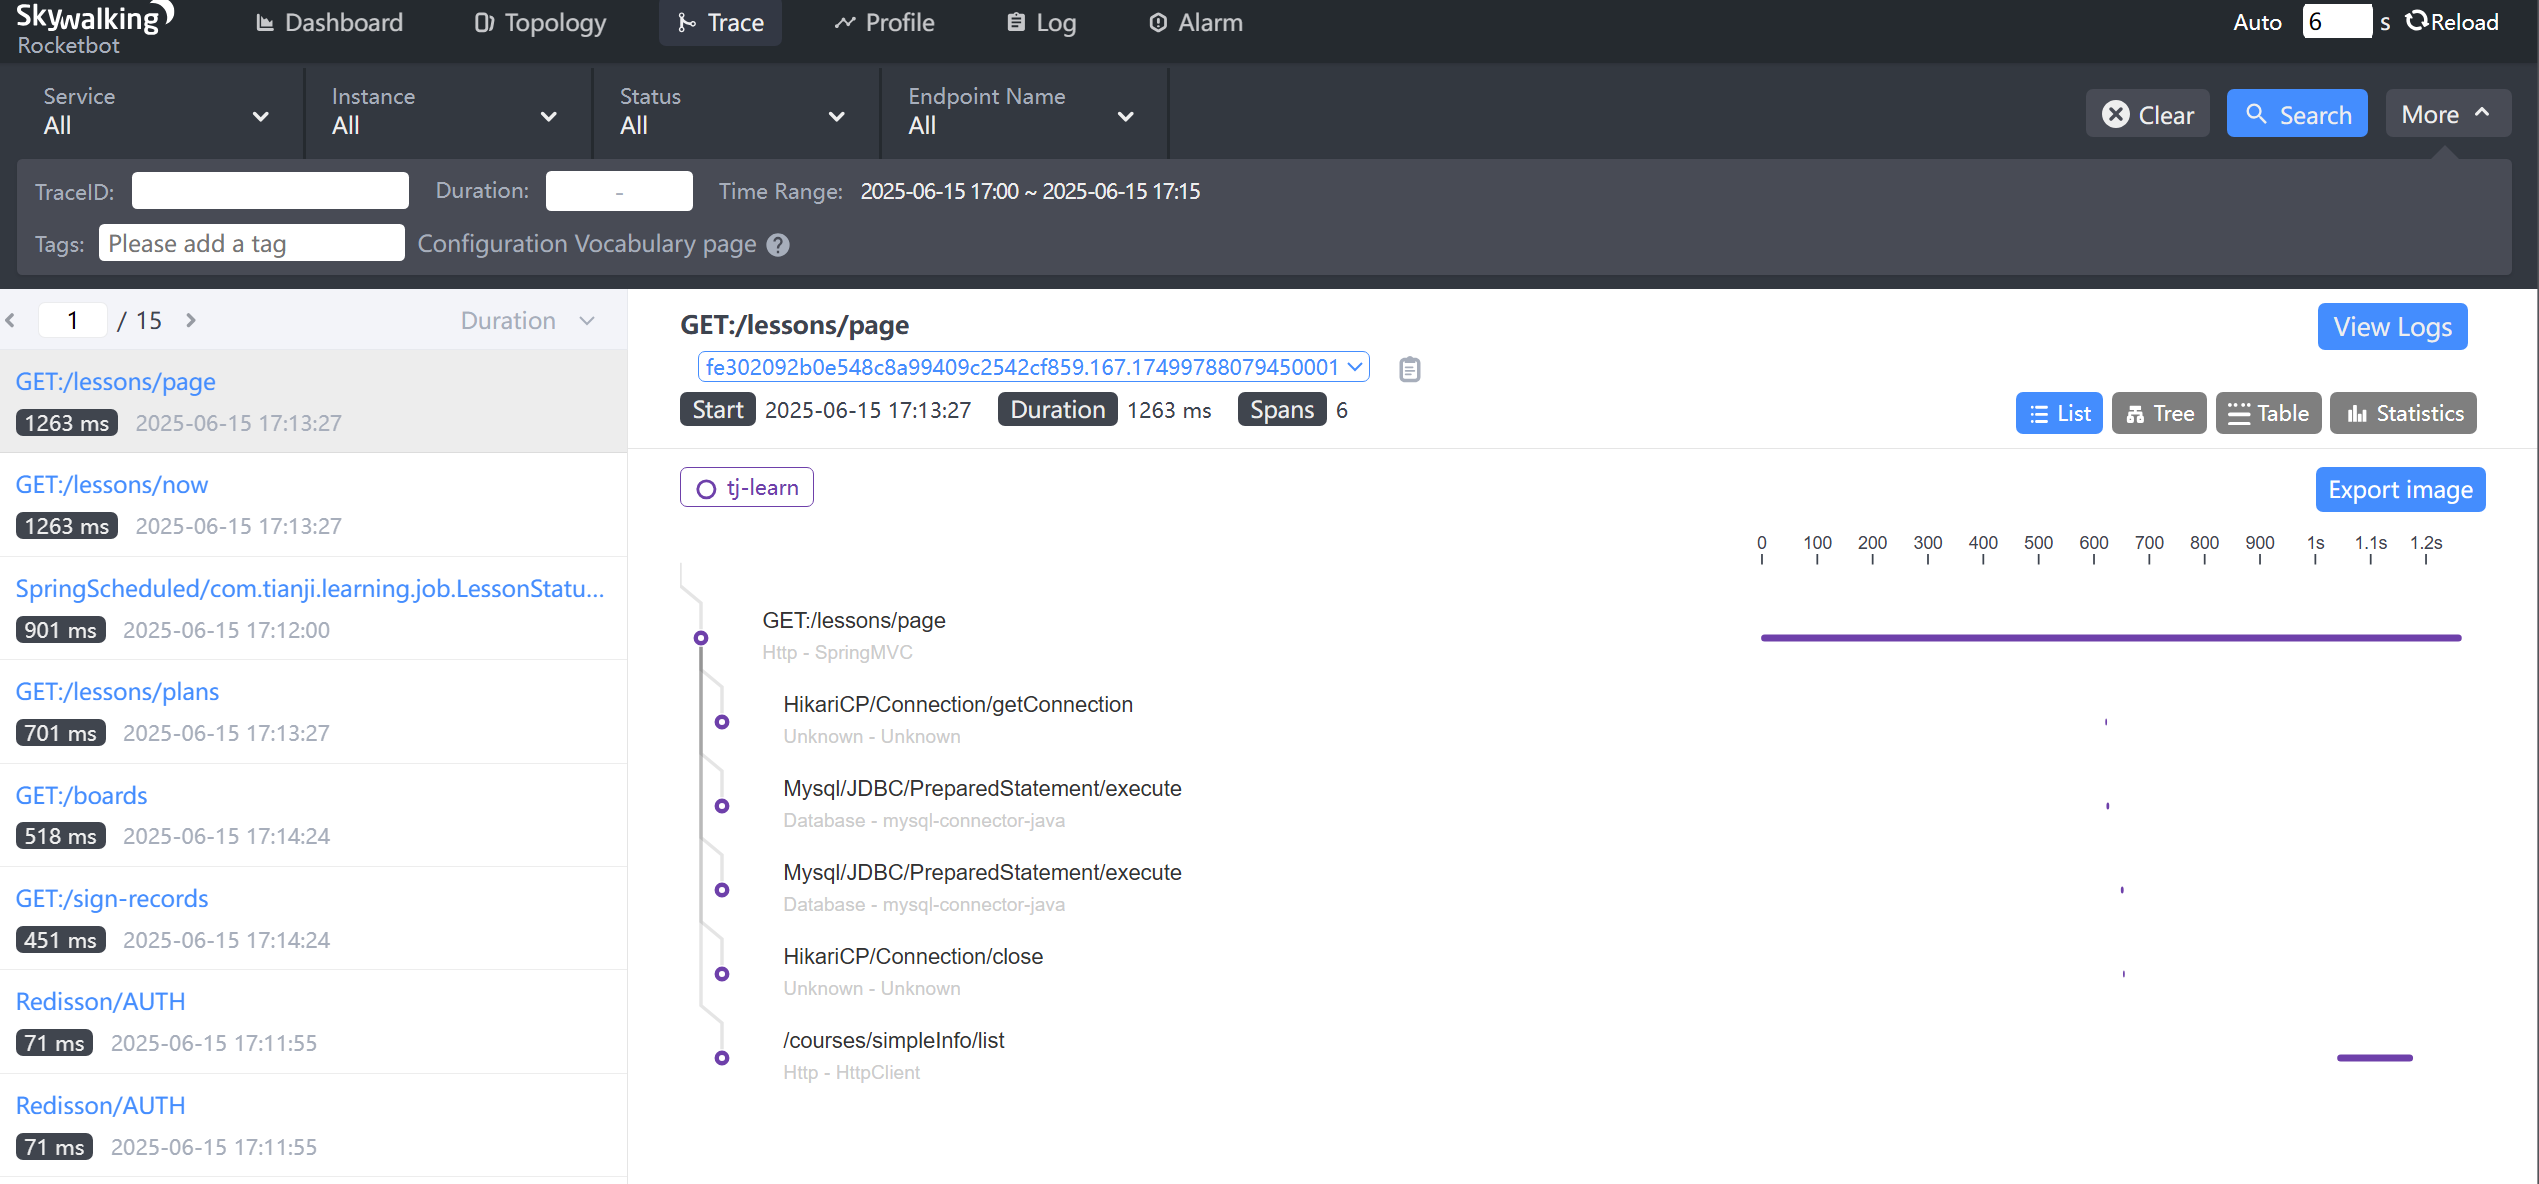 Skywalking
Rocketbot
Dashboard
Topology
Trace
Profile
Log
Alarm
Auto 6 s Reload
Service
All
Instance
All
Status
All
Endpoint Name
All
Clear
Search
More
TraceID:
Duration: -
Time Range: 2025-06-15 17:00 ~ 2025-06-15 17:15
Tags: Please add a tag
Configuration Vocabulary page ?
1 / 15
Duration
GET:/lessons/page
1263 ms 2025-06-15 17:13:27
GET:/lessons/now
1263 ms 2025-06-15 17:13:27
SpringScheduled/com.tianji.learning.job.LessonStatu...
901 ms 2025-06-15 17:12:00
GET:/lessons/plans
701 ms 2025-06-15 17:13:27
GET:/boards
518 ms 2025-06-15 17:14:24
GET:/sign-records
451 ms 2025-06-15 17:14:24
Redisson/AUTH
71 ms 2025-06-15 17:11:55
Redisson/AUTH
71 ms 2025-06-15 17:11:55
GET:/lessons/page
View Logs
fe302092b0e548c8a99409c2542cf859.167.17499788079450001
Start 2025-06-15 17:13:27 Duration 1263 ms Spans 6
List
Tree
Table
Statistics
tj-learn
Export image
0 100 200 300 400 500 600 700 800 900 1s 1.1s 1.2s
GET:/lessons/page
Http - SpringMVC
HikariCP/Connection/getConnection
Unknown - Unknown
Mysql/JDBC/PreparedStatement/execute
Database - mysql-connector-java
Mysql/JDBC/PreparedStatement/execute
Database - mysql-connector-java
HikariCP/Connection/close
Unknown - Unknown
/courses/simpleInfo/list
Http - HttpClient